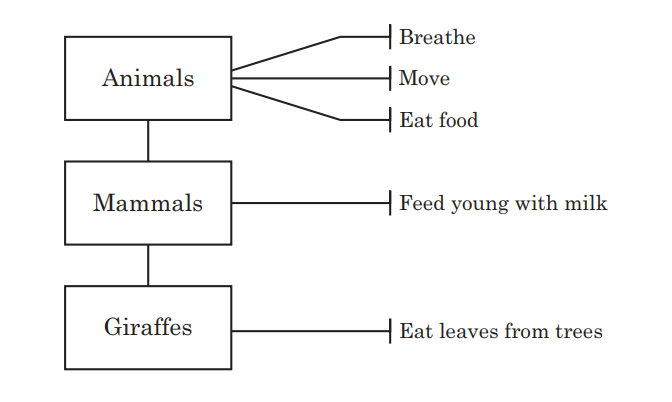 Animals
Breathe
Move
Eat food
Mammals
Feed young with milk
Giraffes
Eat leaves from trees